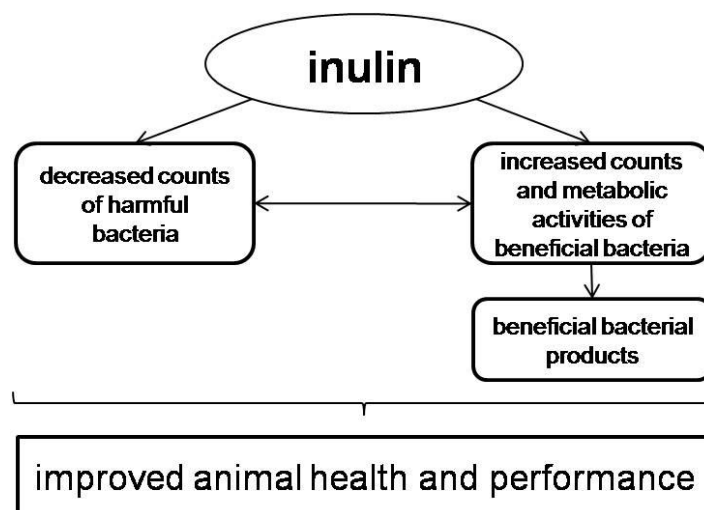 inulin
decreased counts
of harmful
bacteria
increased counts
and metabolic
activities of
beneficial bacteria
beneficial bacterial
products
improved animal health and performance